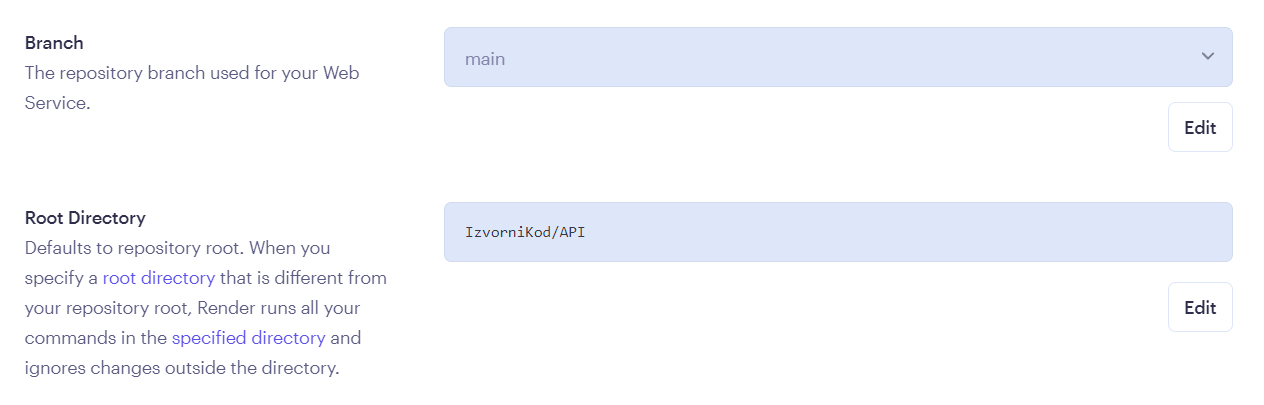 Branch
The repository branch used for your Web
Service.
main
Edit
Root Directory
Defaults to repository root. When you
specify a root directory that is different from
your repository root, Render runs all your
commands in the specified directory and
ignores changes outside the directory.
IzvorniKod/API
Edit